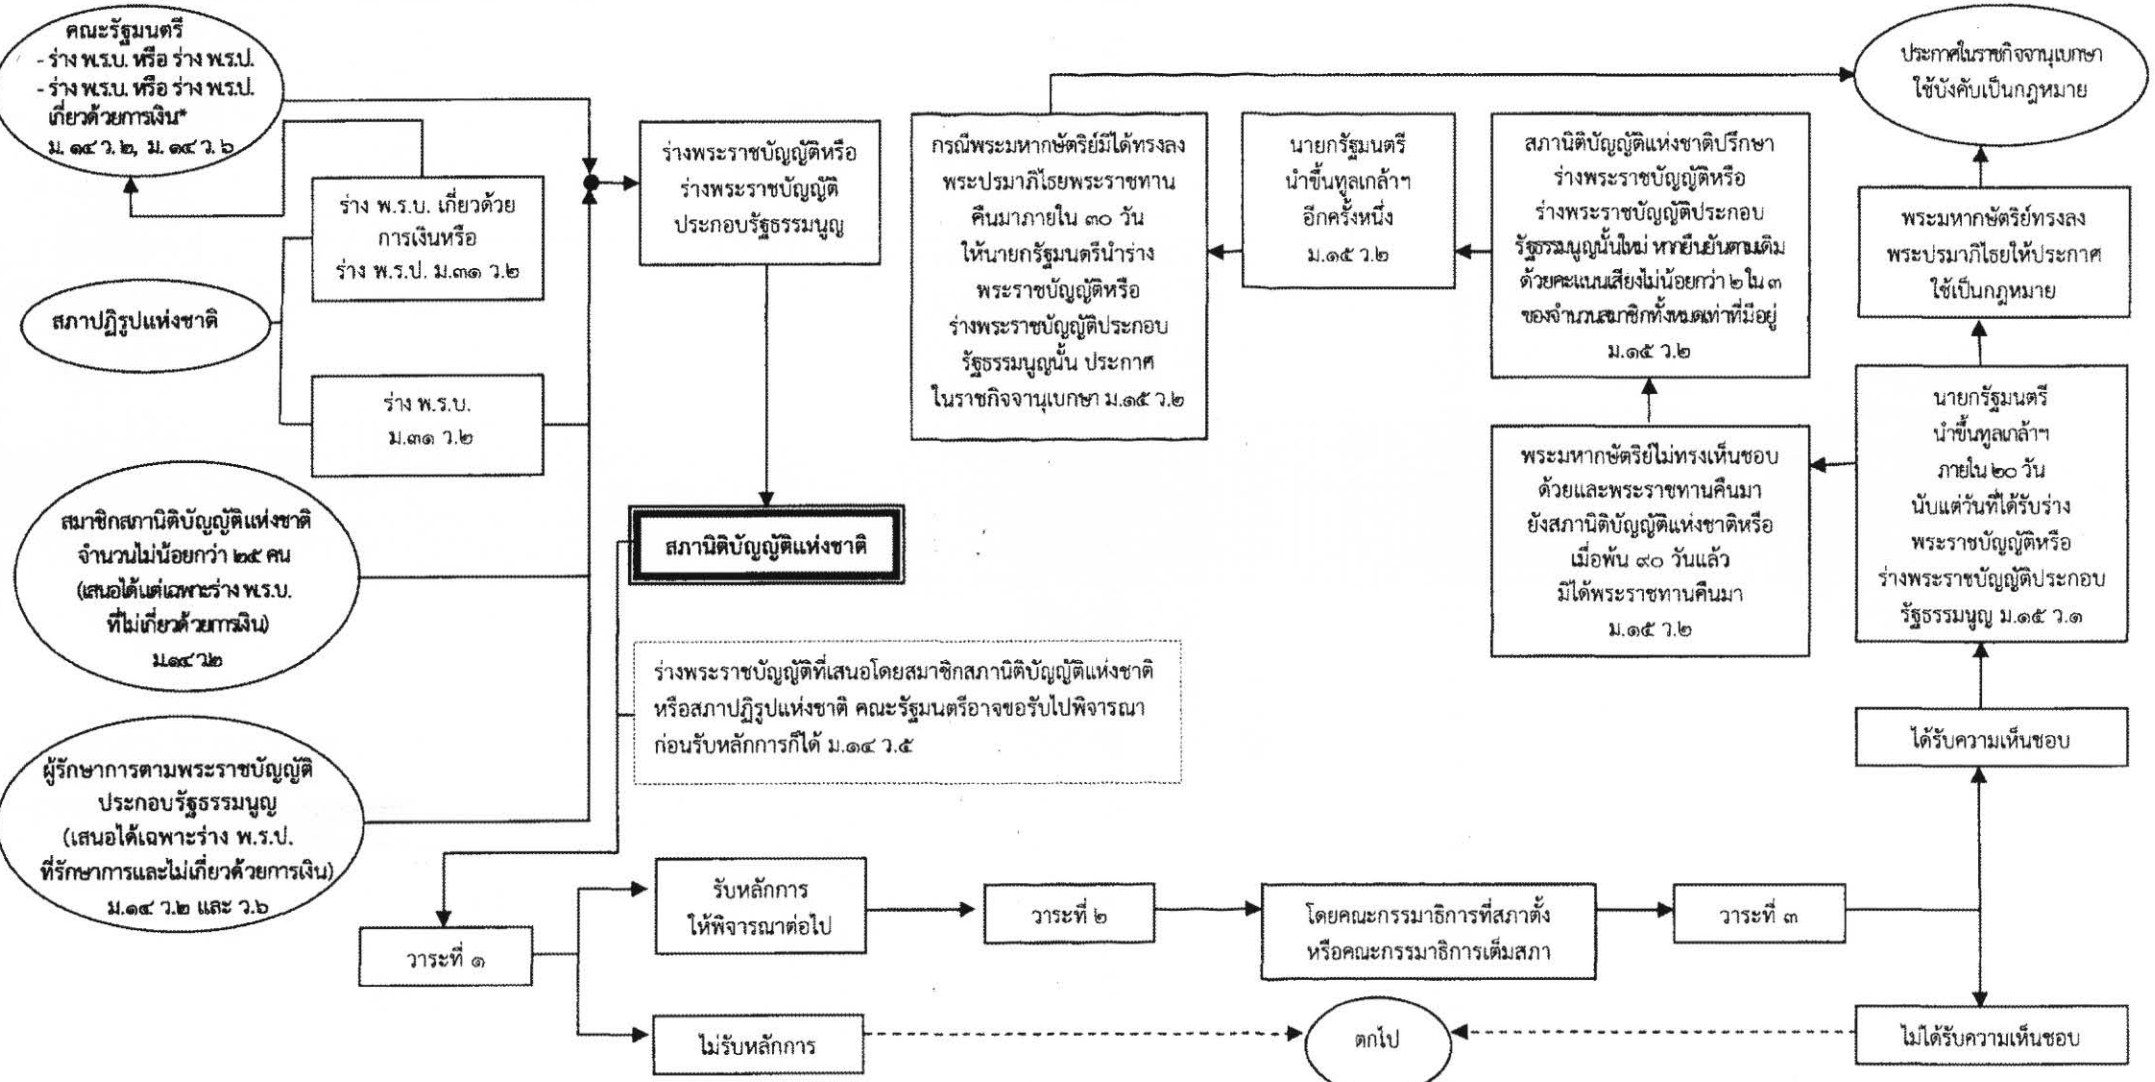 คณะรัฐมนตรี
- ร่าง พ.ร.บ. หรือ ร่าง พ.ร.ป.
- ร่าง พ.ร.บ. หรือ ร่าง พ.ร.ป.
เกี่ยวด้วยการเงิน*
ม. ๑๔ ว. ๒, ม. ๑๔ ว. ๖
ร่าง พ.ร.บ. เกี่ยวด้วย
การเงินหรือ
ร่าง พ.ร.ป. ม.๓๑ ว.๒
สภาปฏิรูปแห่งชาติ
ร่าง พ.ร.บ.
ม.๓๑ ว.๒
สมาชิกสภานิติบัญญัติแห่งชาติ
จำนวนไม่น้อยกว่า ๒๕ คน
(เสนอได้แต่เฉพาะร่าง พ.ร.บ.
ที่ไม่เกี่ยวด้วยการเงิน)
ม.๑๔ ว๒
ผู้รักษาการตามพระราชบัญญัติ
ประกอบรัฐธรรมนูญ
(เสนอได้เฉพาะร่าง พ.ร.ป.
ที่รักษาการและไม่เกี่ยวด้วยการเงิน)
ม.๑๔ ว.๒ และ ว.๖
ร่างพระราชบัญญัติหรือ
ร่างพระราชบัญญัติ
ประกอบรัฐธรรมนูญ
สภานิติบัญญัติแห่งชาติ
ร่างพระราชบัญญัติที่เสนอโดยสมาชิกสภานิติบัญญัติแห่งชาติ
หรือสภาปฏิรูปแห่งชาติ คณะรัฐมนตรีอาจขอรับไปพิจารณา
ก่อนรับหลักการก็ได้ ม.๑๔ ว.๕
วาระที่ ๑
รับหลักการ
ให้พิจารณาต่อไป
ไม่รับหลักการ
วาระที่ ๒
โดยคณะกรรมาธิการที่สภาตั้ง
หรือคณะกรรมาธิการเต็มสภา
วาระที่ ๓
ตกไป
ไม่ได้รับความเห็นชอบ
ได้รับความเห็นชอบ
นายกรัฐมนตรี
นำขึ้นทูลเกล้าฯ
ภายใน ๒๐ วัน
นับแต่วันที่ได้รับร่าง
พระราชบัญญัติหรือ
ร่างพระราชบัญญัติประกอบ
รัฐธรรมนูญ ม.๑๕ ว.๑
พระมหากษัตริย์ทรงลง
พระปรมาภิไธยให้ประกาศ
ใช้เป็นกฎหมาย
ประกาศในราชกิจจานุเบกษา
ใช้บังคับเป็นกฎหมาย
พระมหากษัตริย์ไม่ทรงเห็นชอบ
ด้วยและพระราชทานคืนมา
ยังสภานิติบัญญัติแห่งชาติหรือ
เมื่อพ้น ๙๐ วันแล้ว
มิได้พระราชทานคืนมา
ม.๑๕ ว.๒
สภานิติบัญญัติแห่งชาติปรึกษา
ร่างพระราชบัญญัติหรือ
ร่างพระราชบัญญัติประกอบ
รัฐธรรมนูญนั้นใหม่ หากยืนยันตามเดิม
ด้วยคะแนนเสียงไม่น้อยกว่า ๒ ใน ๓
ของจำนวนสมาชิกทั้งหมดเท่าที่มีอยู่
ม.๑๕ ว.๒
นายกรัฐมนตรี
นำขึ้นทูลเกล้าฯ
อีกครั้งหนึ่ง
ม.๑๕ ว.๒
กรณีพระมหากษัตริย์มิได้ทรงลง
พระปรมาภิไธยพระราชทาน
คืนมาภายใน ๓๐ วัน
ให้นายกรัฐมนตรีนำร่าง
พระราชบัญญัติหรือ
ร่างพระราชบัญญัติประกอบ
รัฐธรรมนูญนั้น ประกาศ
ในราชกิจจานุเบกษา ม.๑๕ ว.๒